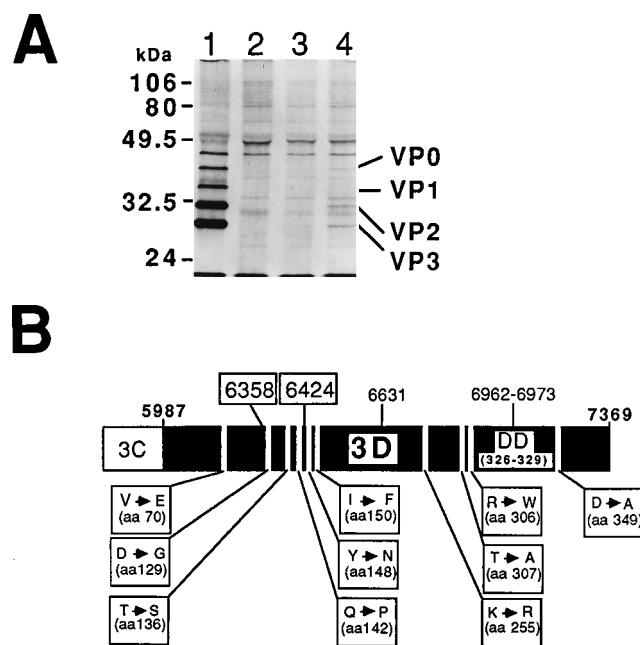 A
kDa
1 2 3 4
106-
80-
49.5-
32.5-
24-
VP0
VP1
VP2
VP3
B
5987
6358
6424
6631
6962-6973
7369
3C
3D
DD
(326-329)
V → E
(aa 70)
D → G
(aa129)
T → S
(aa136)
I → F
(aa150)
Y → N
(aa148)
Q → P
(aa142)
R → W
(aa 306)
T → A
(aa 307)
K → R
(aa 255)
D → A
(aa 349)